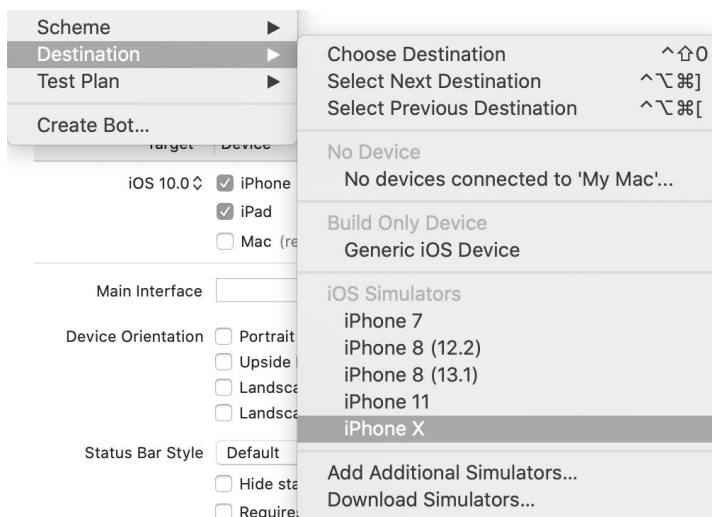 Scheme ▶
Destination ▶
Test Plan ▶
Create Bot...
Choose Destination ^⇧0
Select Next Destination ^⌥⌘]
Select Previous Destination ^⌥⌘[
No Device
No devices connected to 'My Mac'...
Build Only Device
Generic iOS Device
iOS Simulators
iPhone 7
iPhone 8 (12.2)
iPhone 8 (13.1)
iPhone 11
iPhone X
Add Additional Simulators...
Download Simulators...
Target Device
iOS 10.0 iPhone
iPad
Mac
Main Interface
Device Orientation Portrait
Upside
Status Bar Style Default
Hide